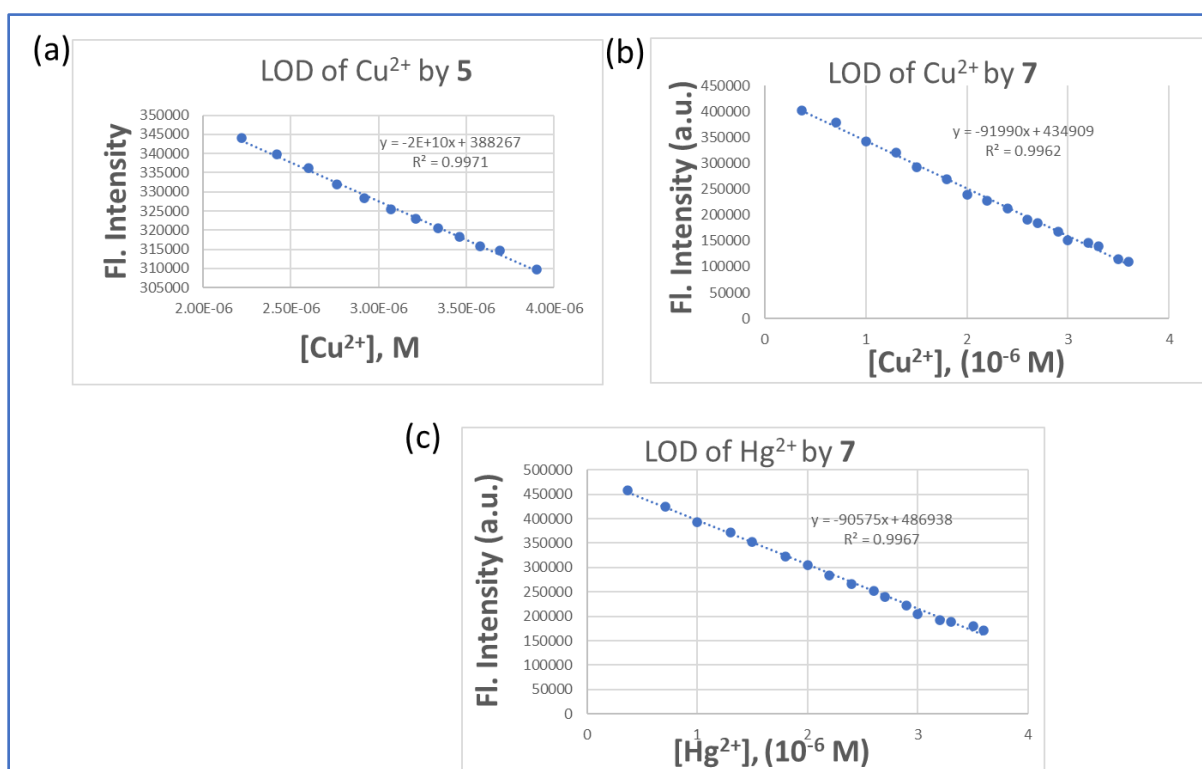 (a)
LOD of Cu²⁺ by 5
Fl. Intensity
350000
345000
340000
335000
330000
325000
320000
315000
310000
305000
y = -2E+10x + 388267
R² = 0.9971
2.00E-06 2.50E-06 3.00E-06 3.50E-06 4.00E-06
[Cu²⁺], M
(b)
LOD of Cu²⁺ by 7
Fl. Intensity (a.u.)
450000
400000
350000
300000
250000
200000
150000
100000
50000
0
y = -91990x + 434909
R² = 0.9962
0 1 2 3 4
[Cu²⁺], (10⁻⁶ M)
(c)
LOD of Hg²⁺ by 7
Fl. Intensity (a.u.)
500000
450000
400000
350000
300000
250000
200000
150000
100000
50000
0
y = -90575x + 486938
R² = 0.9967
0 1 2 3 4
[Hg²⁺], (10⁻⁶ M)